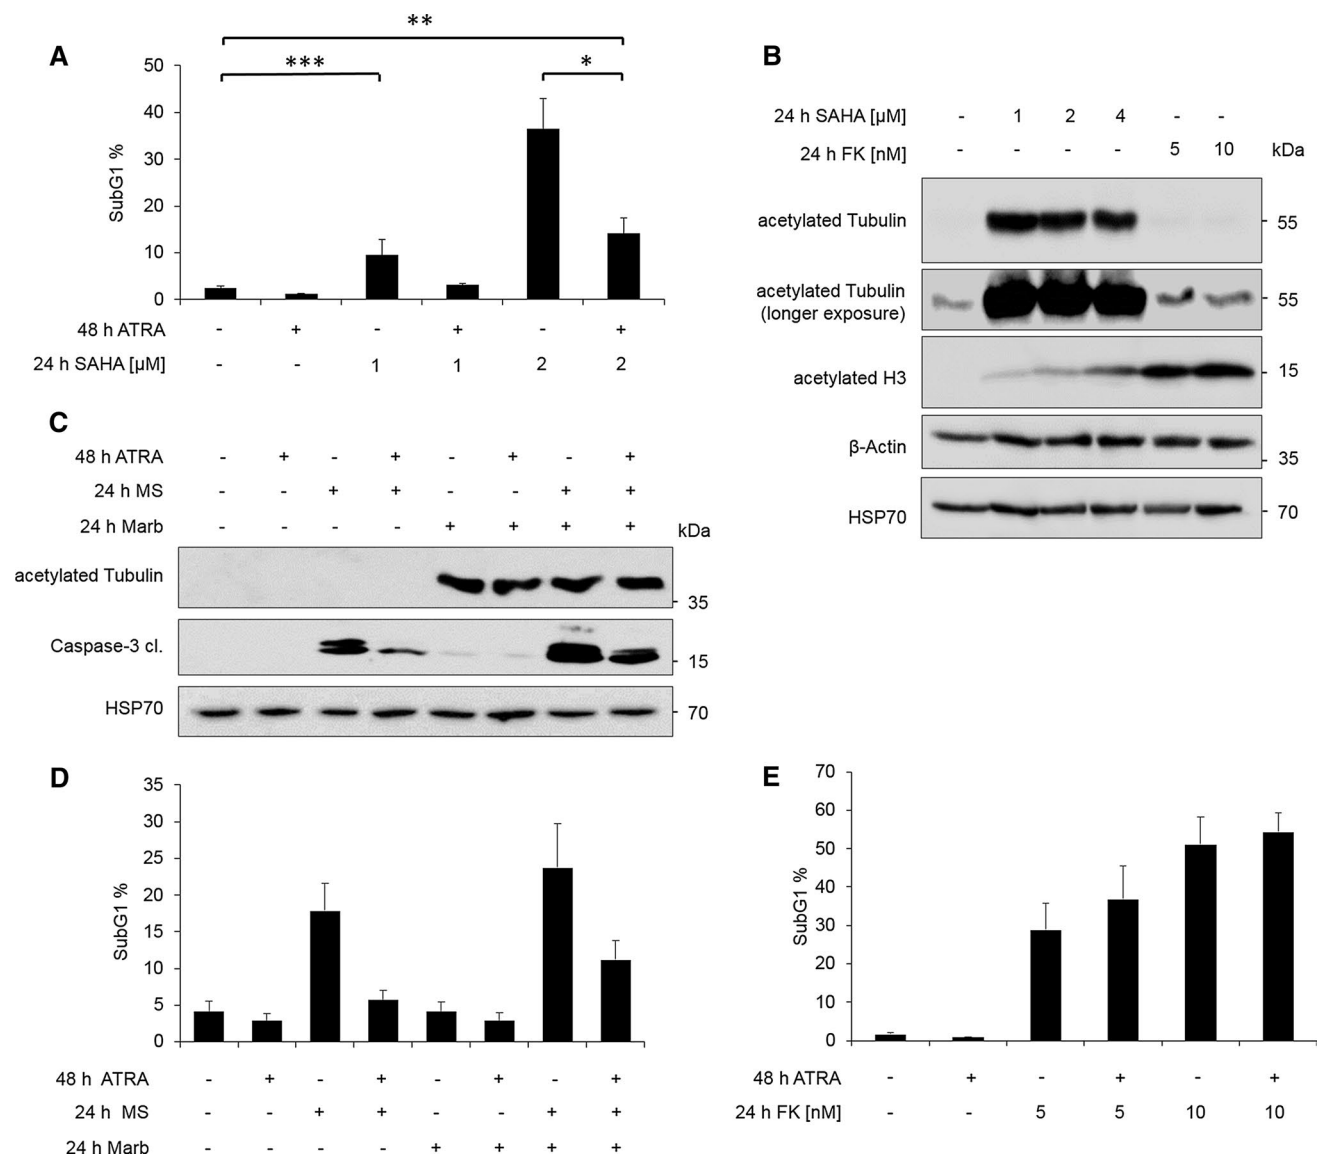 A
**
***
*
50
40
30
20
10
0
SubG1 %
48 h ATRA - + - + - +
24 h SAHA [µM] - - 1 1 2 2
B
24 h SAHA [µM] - 1 2 4 - -
24 h FK [nM] - - - - 5 10 kDa
acetylated Tubulin 55
acetylated Tubulin
(longer exposure) 55
acetylated H3 15
β-Actin 35
HSP70 70
C
48 h ATRA - + - + - + - +
24 h MS - - + + - - + +
24 h Marb - - - - + + + +
kDa
acetylated Tubulin 35
Caspase-3 cl. 15
HSP70 70
D
35
30
25
20
15
10
5
0
SubG1 %
48 h ATRA - + - + - + - +
24 h MS - - + + - - + +
24 h Marb - - - - + + + +
E
70
60
50
40
30
20
10
0
SubG1 %
48 h ATRA - + - + - +
24 h FK [nM] - - 5 5 10 10